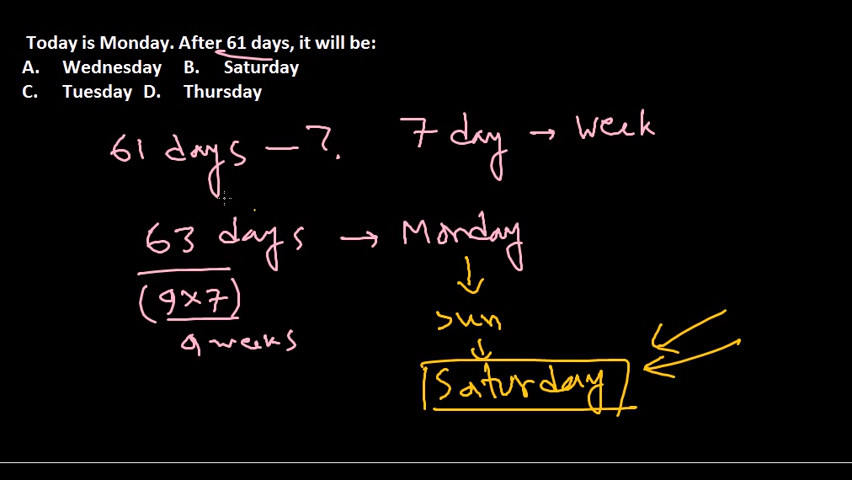 Today is Monday. After 61 days, it will be:
A. Wednesday B. Saturday
C. Tuesday D. Thursday
61 days — ?. 7 day → week
63 days → Monday
(9×7)
9 weeks
sun
Saturday